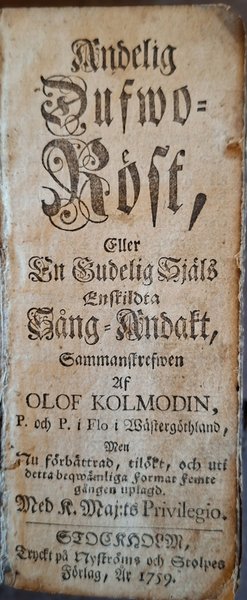 Andelig
Dufwo-
Röst,
Eller
En Gudelig Själs
Enskildta
Sång-Andakt,
Sammanskrefwen
Af
OLOF KOLMODIN,
P. och P. i Flo i Wästergöthland,
Men
Nu förbättrad, tilökt, och uti
detta beqwämliga Format femte
gången uplagd.
Med K. Maj:ts Privilegio.
STOCKHOLM,
Tryckt på Nyströms och Stolpes
Förlag, År 1759.